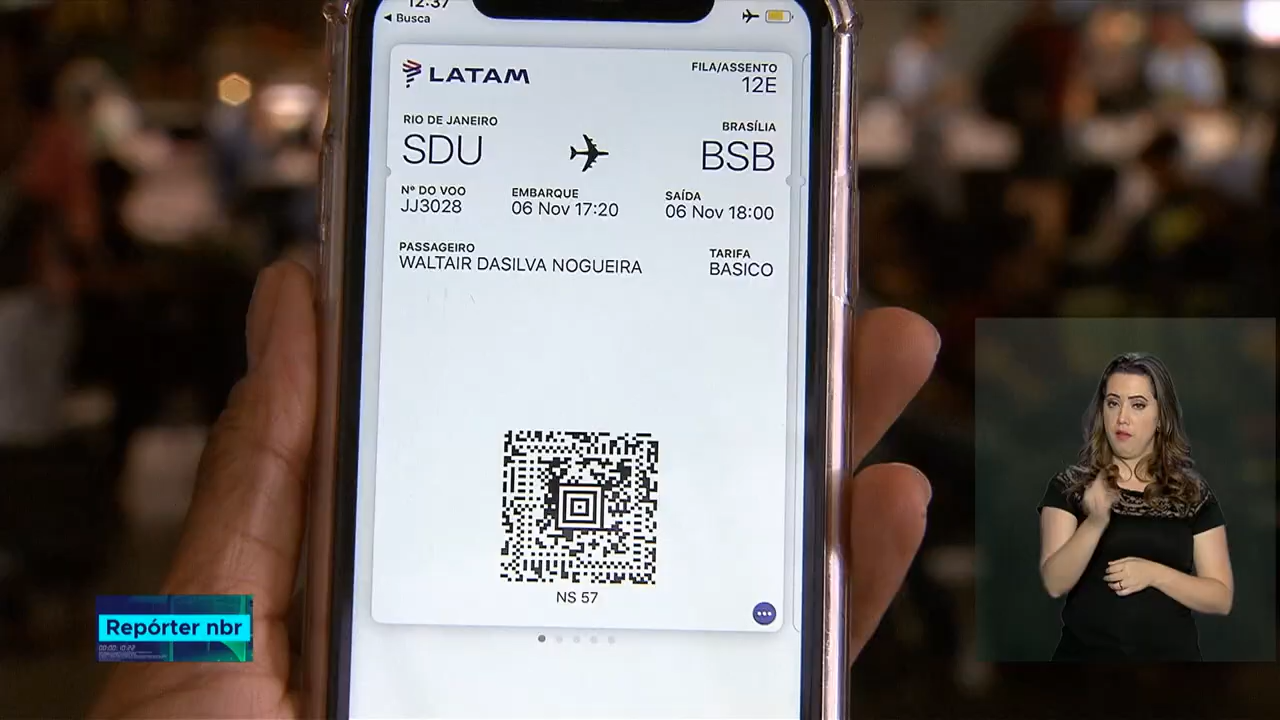 12:37
Busca
LATAM
FILA/ASSENTO
12E
RIO DE JANEIRO
BRASÍLIA
SDU
BSB
Nº DO VOO
EMBARQUE
SAÍDA
JJ3028
06 Nov 17:20
06 Nov 18:00
PASSAGEIRO
TARIFA
WALTAIR DASILVA NOGUEIRA
BASICO
NS 57
Repórter nbr